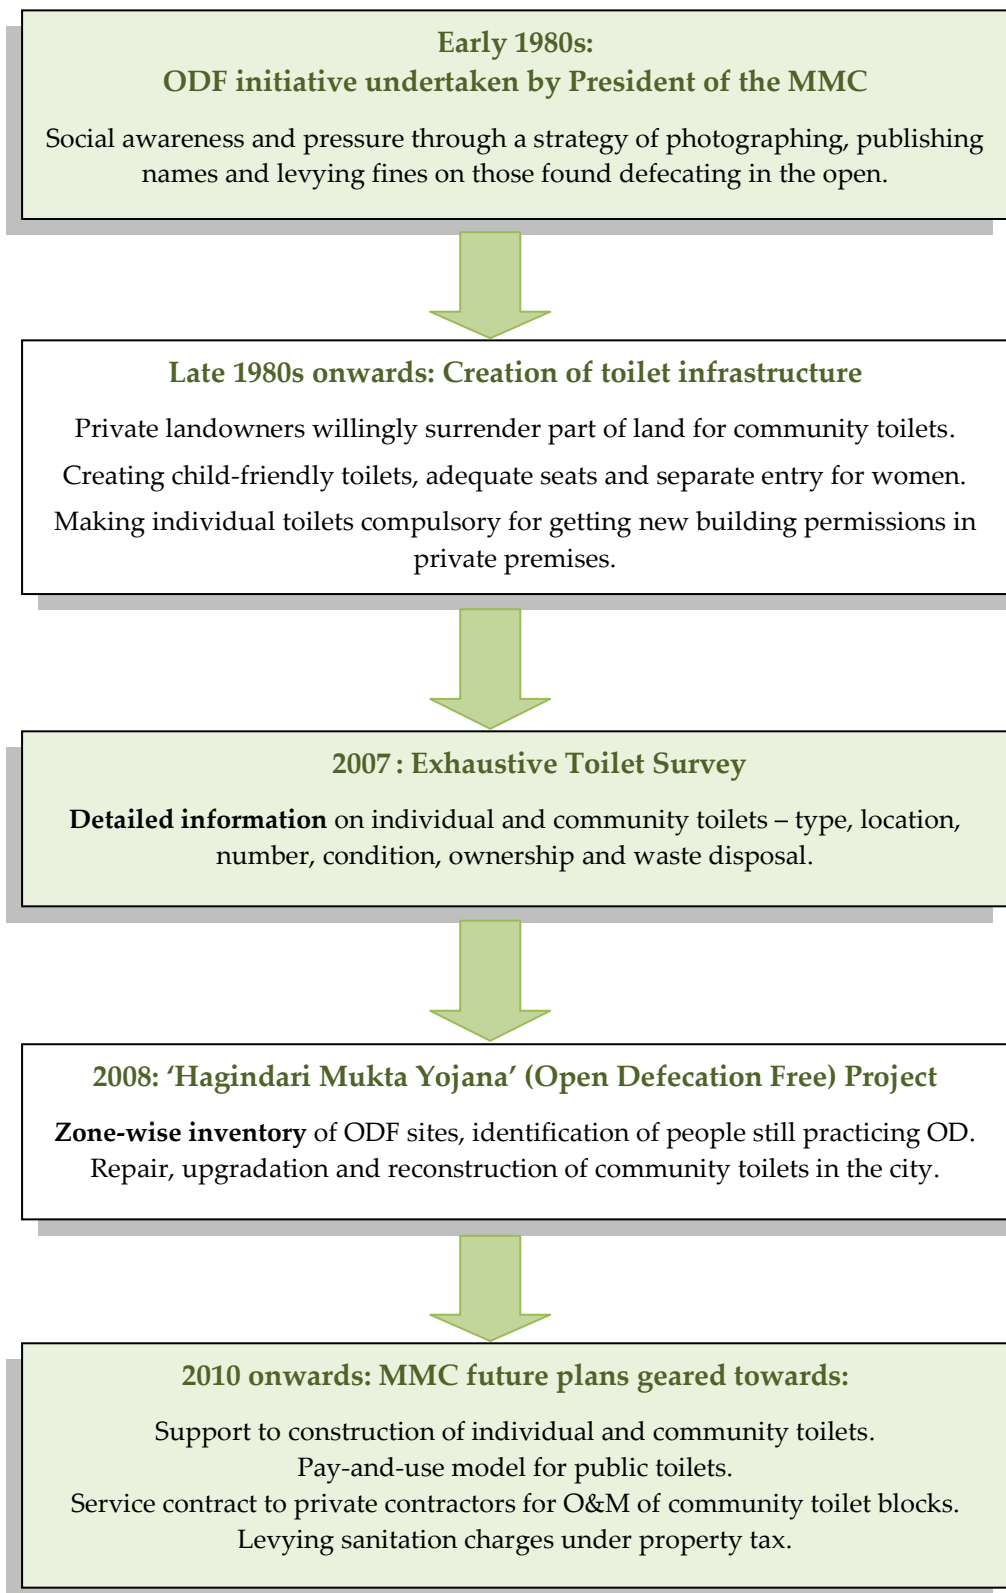 Early 1980s:
ODF initiative undertaken by President of the MMC
Social awareness and pressure through a strategy of photographing, publishing
names and levying fines on those found defecating in the open.
Late 1980s onwards: Creation of toilet infrastructure
Private landowners willingly surrender part of land for community toilets.
Creating child-friendly toilets, adequate seats and separate entry for women.
Making individual toilets compulsory for getting new building permissions in
private premises.
2007 : Exhaustive Toilet Survey
Detailed information on individual and community toilets – type, location,
number, condition, ownership and waste disposal.
2008: ‘Hagindari Mukta Yojana’ (Open Defecation Free) Project
Zone-wise inventory of ODF sites, identification of people still practicing OD.
Repair, upgradation and reconstruction of community toilets in the city.
2010 onwards: MMC future plans geared towards:
Support to construction of individual and community toilets.
Pay-and-use model for public toilets.
Service contract to private contractors for O&M of community toilet blocks.
Levying sanitation charges under property tax.